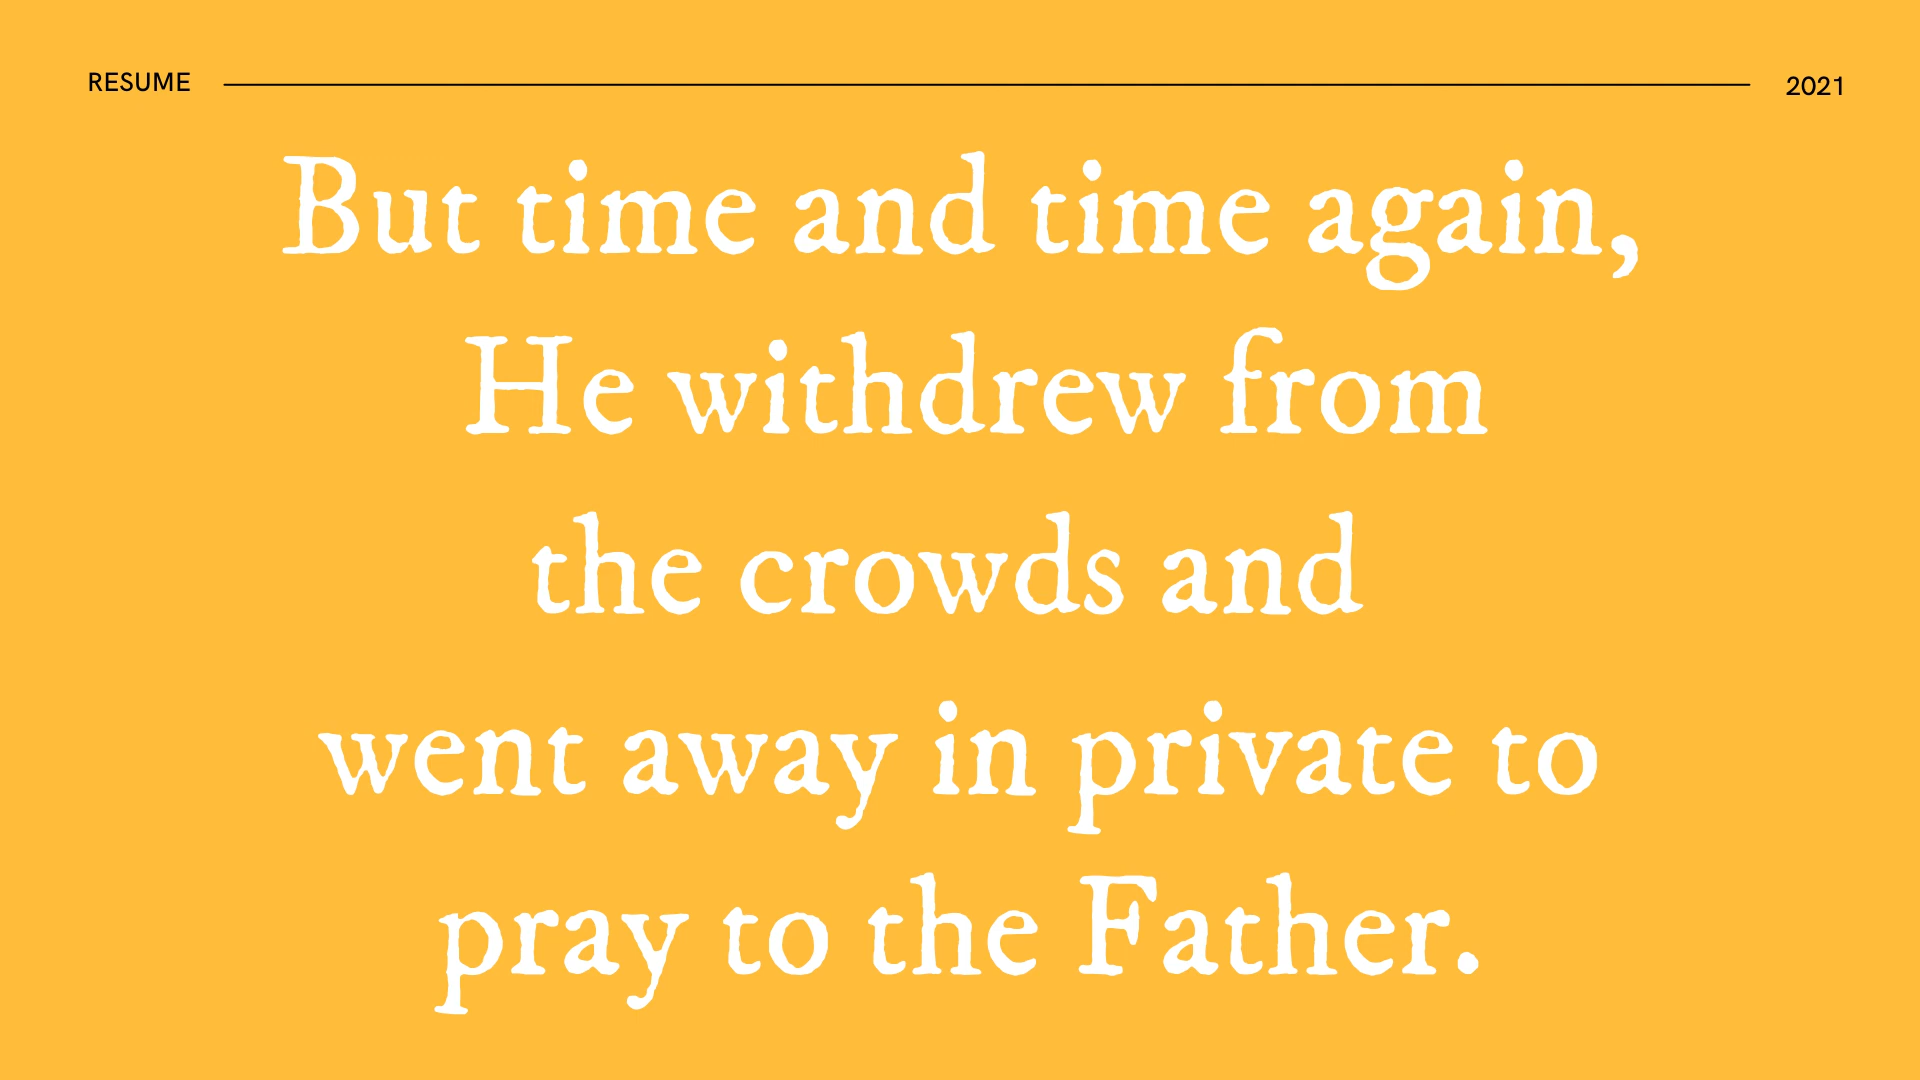 RESUME 2021
But time and time again,
He withdrew from
the crowds and
went away in private to
pray to the Father.